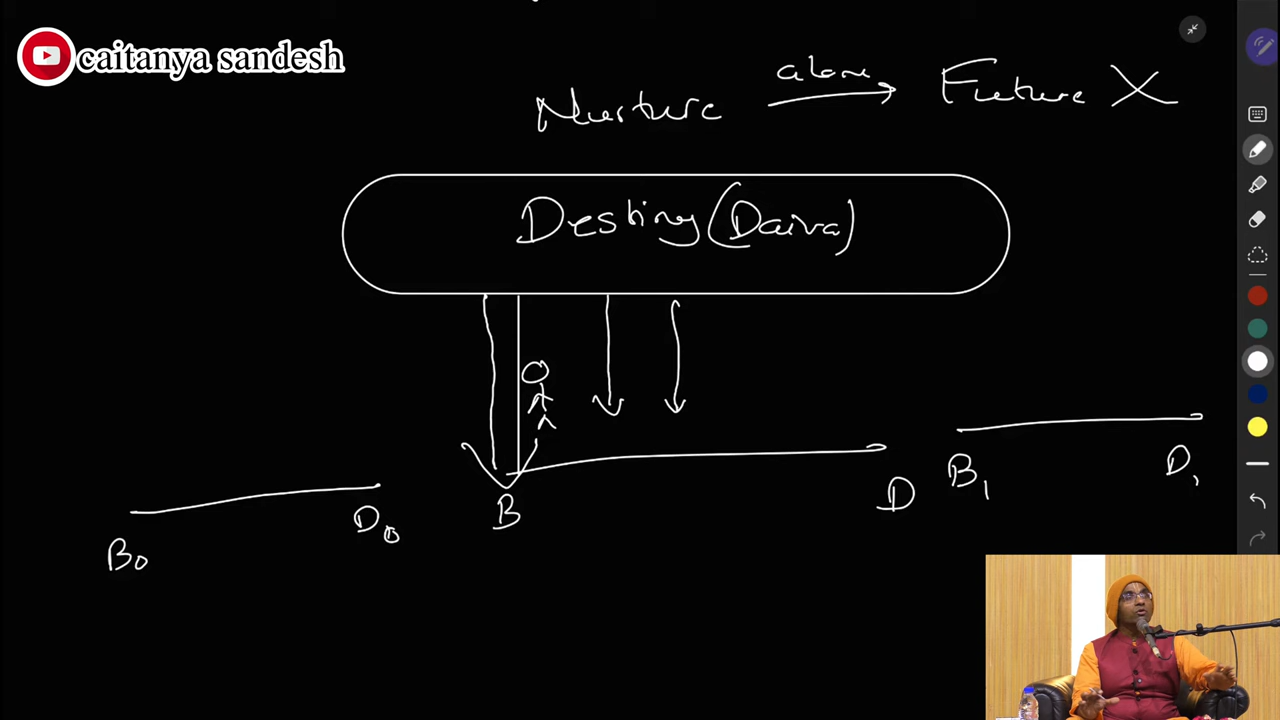 caitanya sandesh
Nurture alone → Future X
Destiny (Daiva)
B0 D0 B D B1 D1